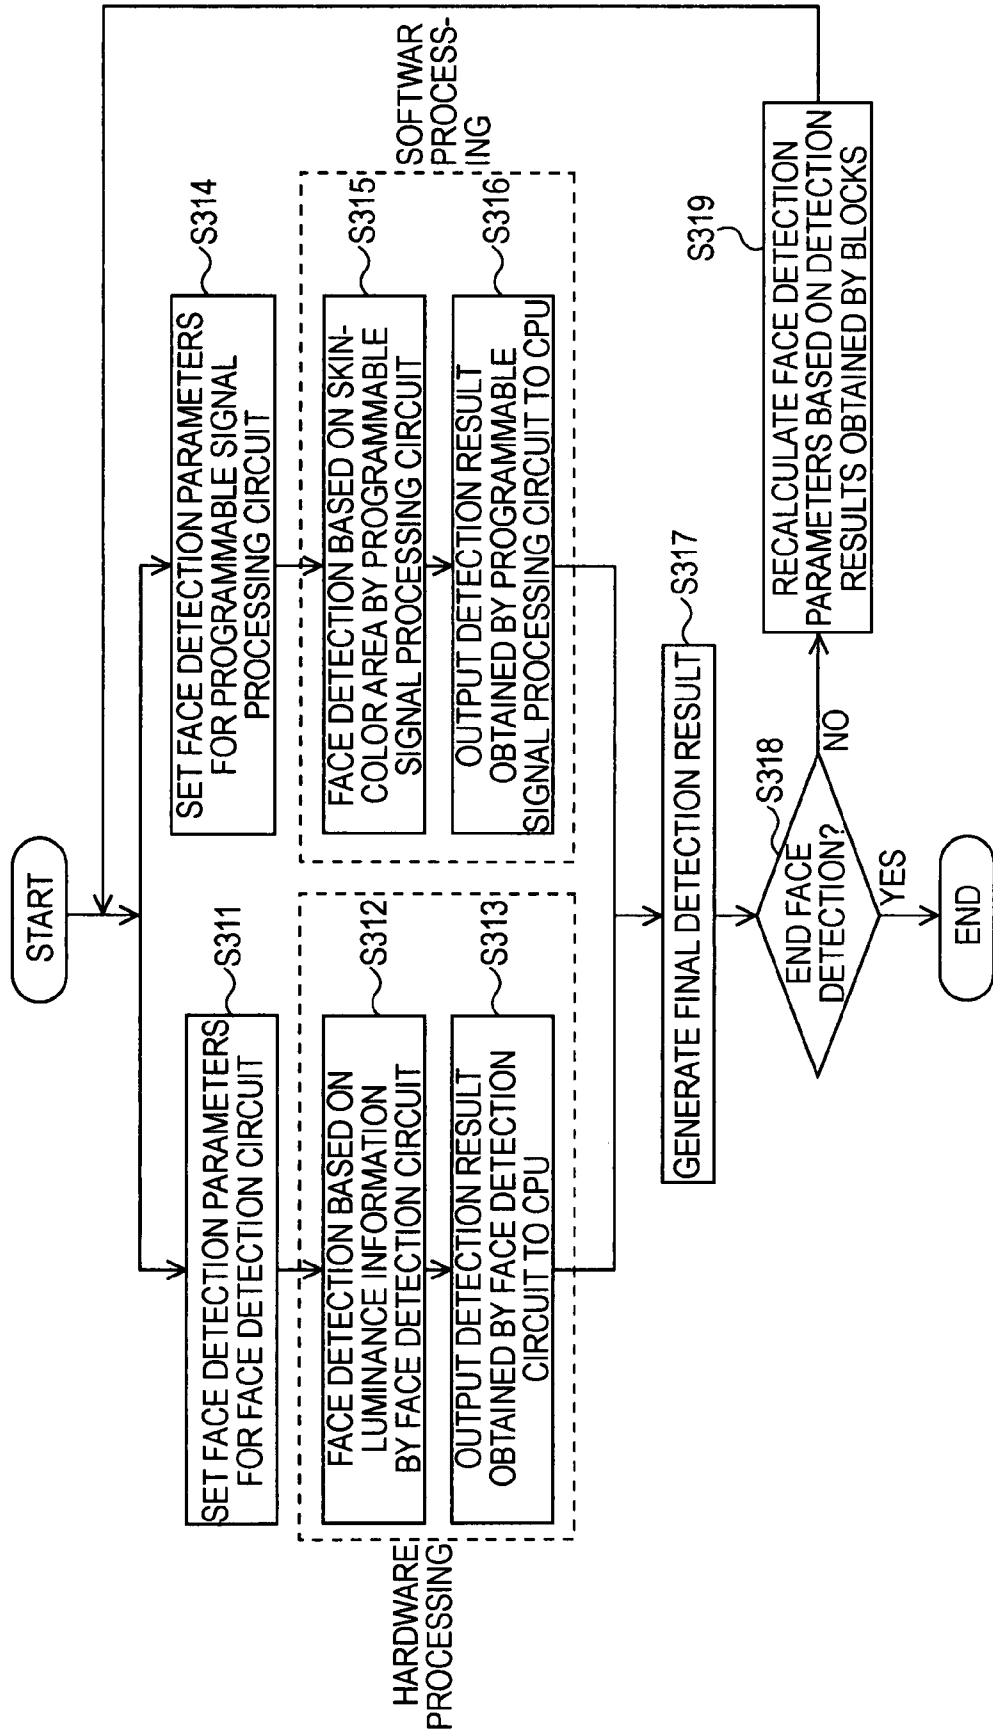 START
S311
SET FACE DETECTION PARAMETERS
FOR FACE DETECTION CIRCUIT
S314
SET FACE DETECTION PARAMETERS
FOR PROGRAMMABLE SIGNAL
PROCESSING CIRCUIT
HARDWARE
PROCESSING
S312
FACE DETECTION BASED ON
LUMINANCE INFORMATION
BY FACE DETECTION CIRCUIT
S313
OUTPUT DETECTION RESULT
OBTAINED BY FACE DETECTION
CIRCUIT TO CPU
SOFTWAR
PROCESS-
ING
S315
FACE DETECTION BASED ON SKIN-
COLOR AREA BY PROGRAMMABLE
SIGNAL PROCESSING CIRCUIT
S316
OUTPUT DETECTION RESULT
OBTAINED BY PROGRAMMABLE
SIGNAL PROCESSING CIRCUIT TO CPU
S317
GENERATE FINAL DETECTION RESULT
S318
END FACE
DETECTION?
NO
YES
S319
RECALCULATE FACE DETECTION
PARAMETERS BASED ON DETECTION
RESULTS OBTAINED BY BLOCKS
END